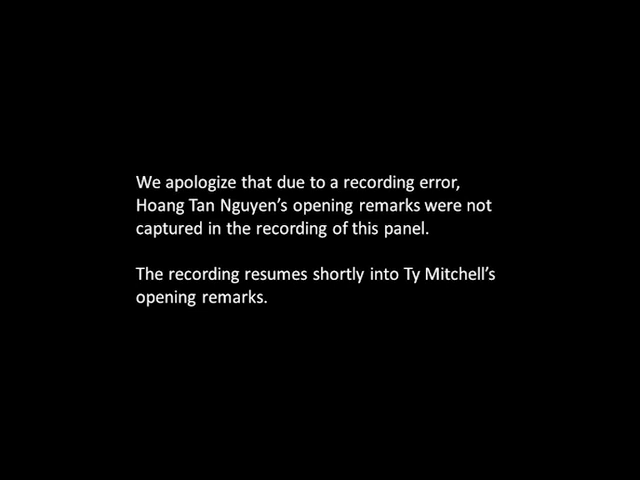 We apologize that due to a recording error,
Hoang Tan Nguyen’s opening remarks were not
captured in the recording of this panel.
The recording resumes shortly into Ty Mitchell’s
opening remarks.